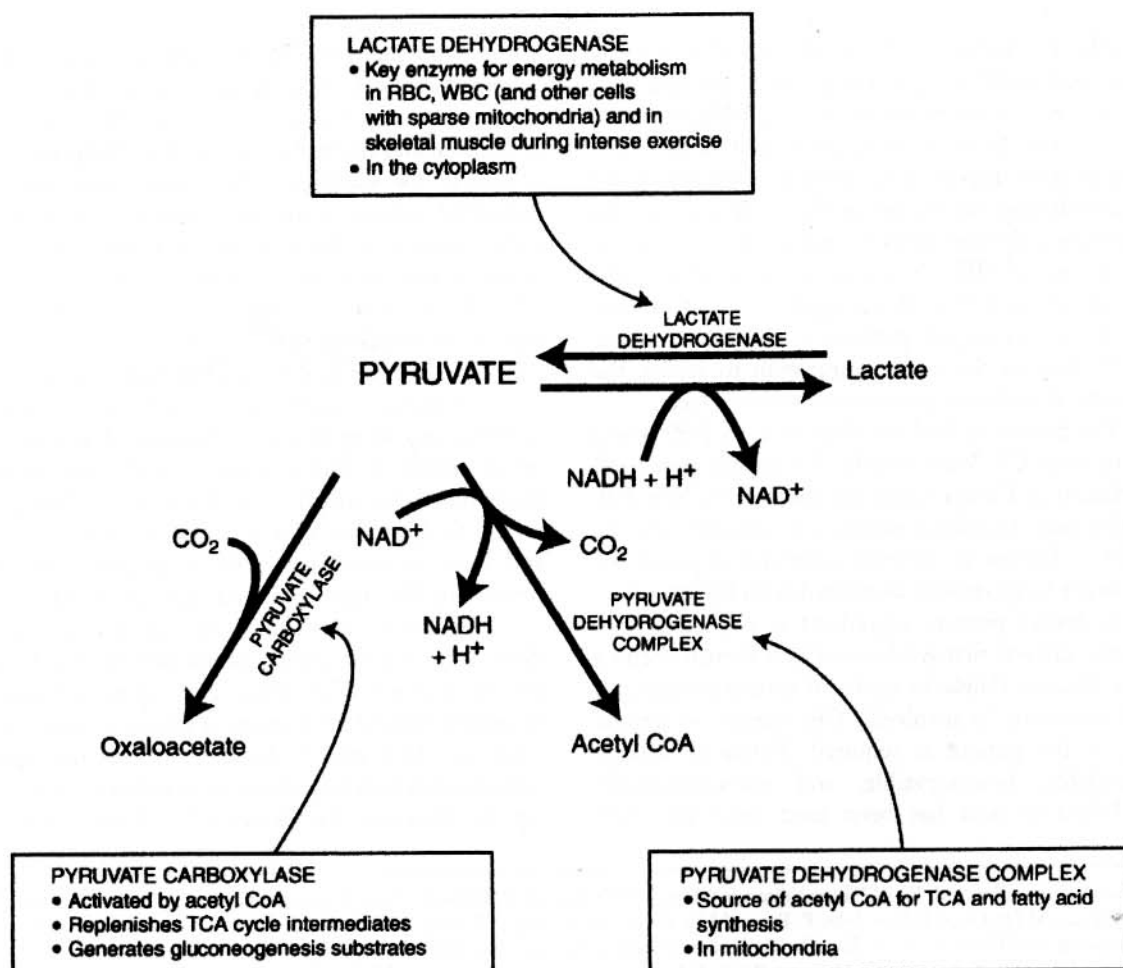 LACTATE DEHYDROGENASE
• Key enzyme for energy metabolism
in RBC, WBC (and other cells
with sparse mitochondria) and in
skeletal muscle during intense exercise
• In the cytoplasm
LACTATE
DEHYDROGENASE
PYRUVATE
Lactate
NADH + H⁺
NAD⁺
CO₂
PYRUVATE
CARBOXYLASE
NAD⁺
NADH
+ H⁺
CO₂
PYRUVATE
DEHYDROGENASE
COMPLEX
Oxaloacetate
Acetyl CoA
PYRUVATE CARBOXYLASE
• Activated by acetyl CoA
• Replenishes TCA cycle intermediates
• Generates gluconeogenesis substrates
PYRUVATE DEHYDROGENASE COMPLEX
• Source of acetyl CoA for TCA and fatty acid
synthesis
• In mitochondria